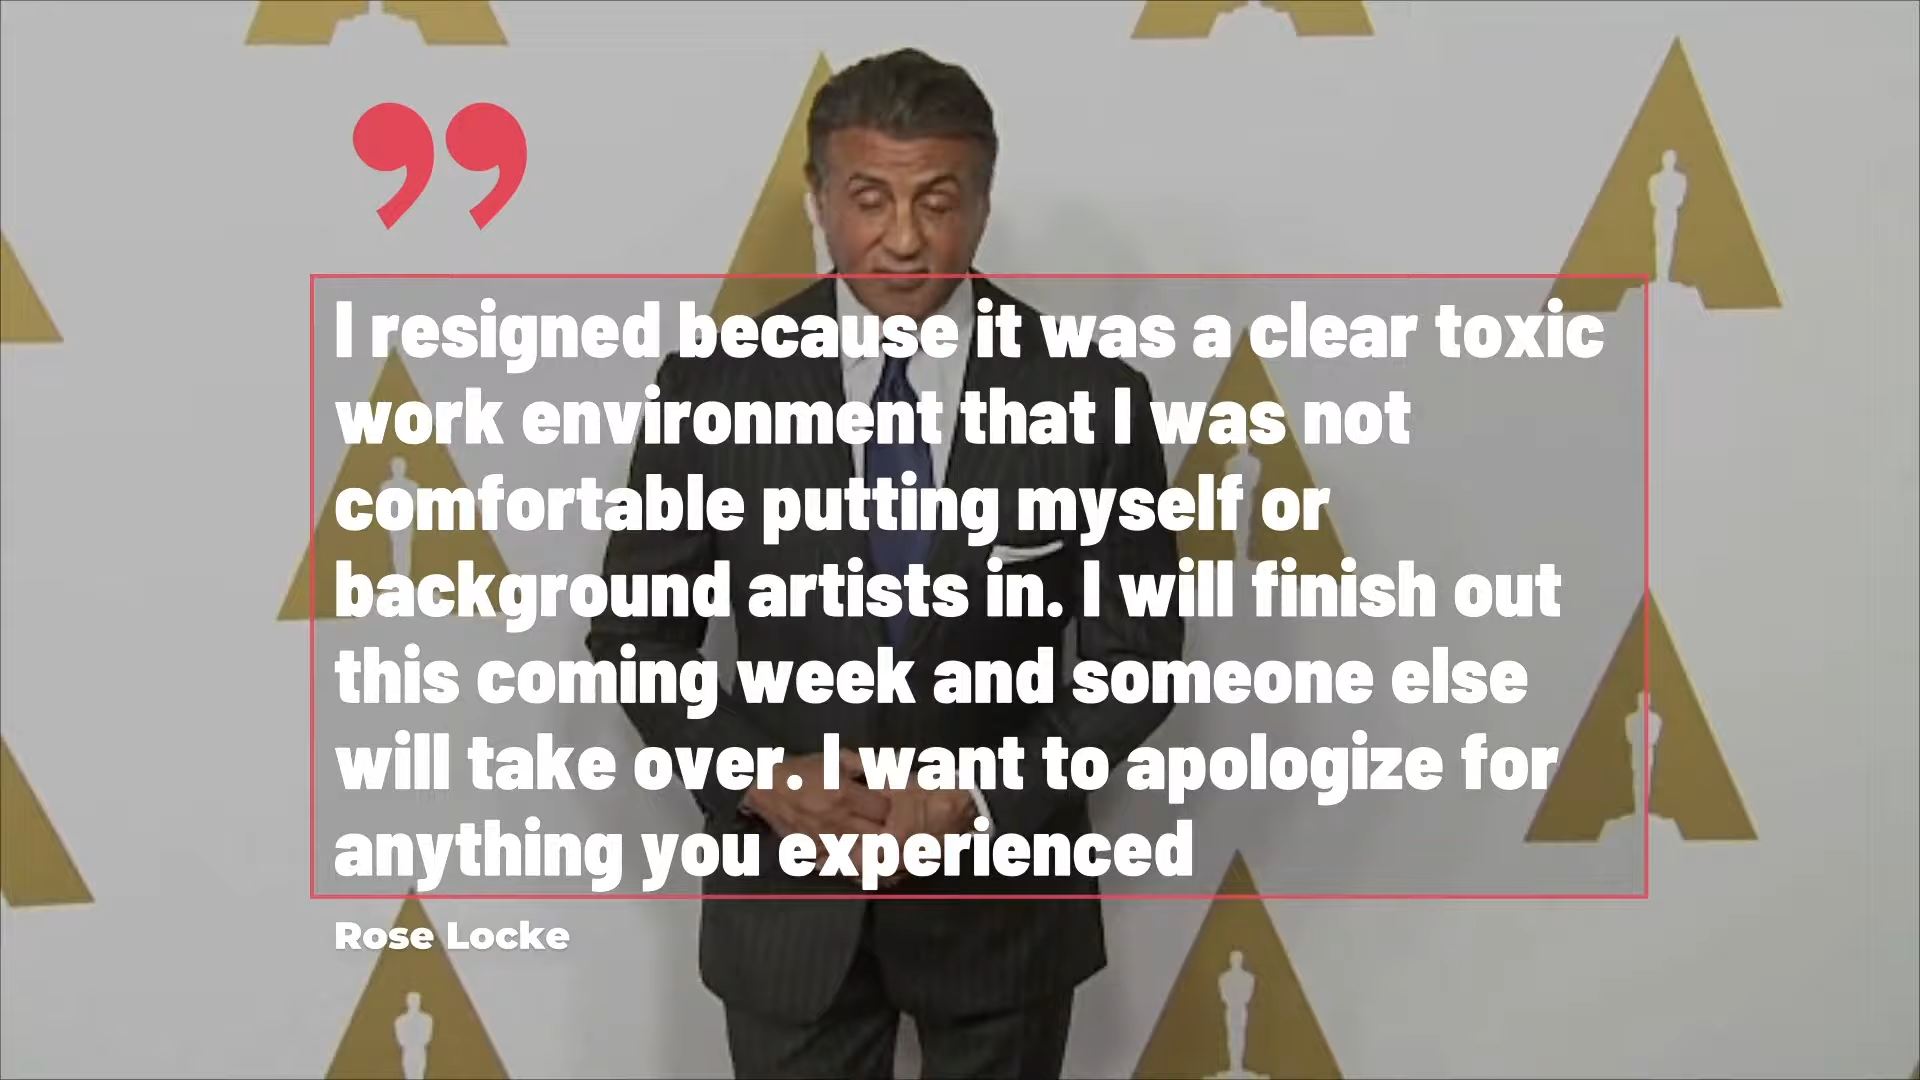 ”
I resigned because it was a clear toxic
work environment that I was not
comfortable putting myself or
background artists in. I will finish out
this coming week and someone else
will take over. I want to apologize for
anything you experienced
Rose Locke